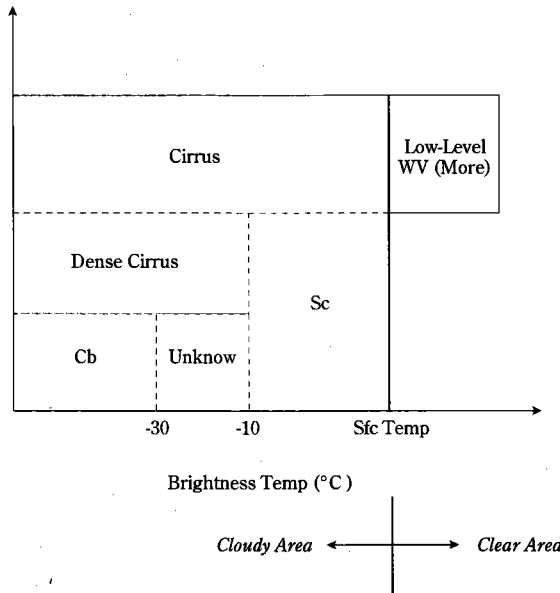 Cirrus
Low-Level
WV (More)
Dense Cirrus
Sc
Cb
Unknow
-30
-10
Sfc Temp
Brightness Temp (°C )
Cloudy Area
Clear Area